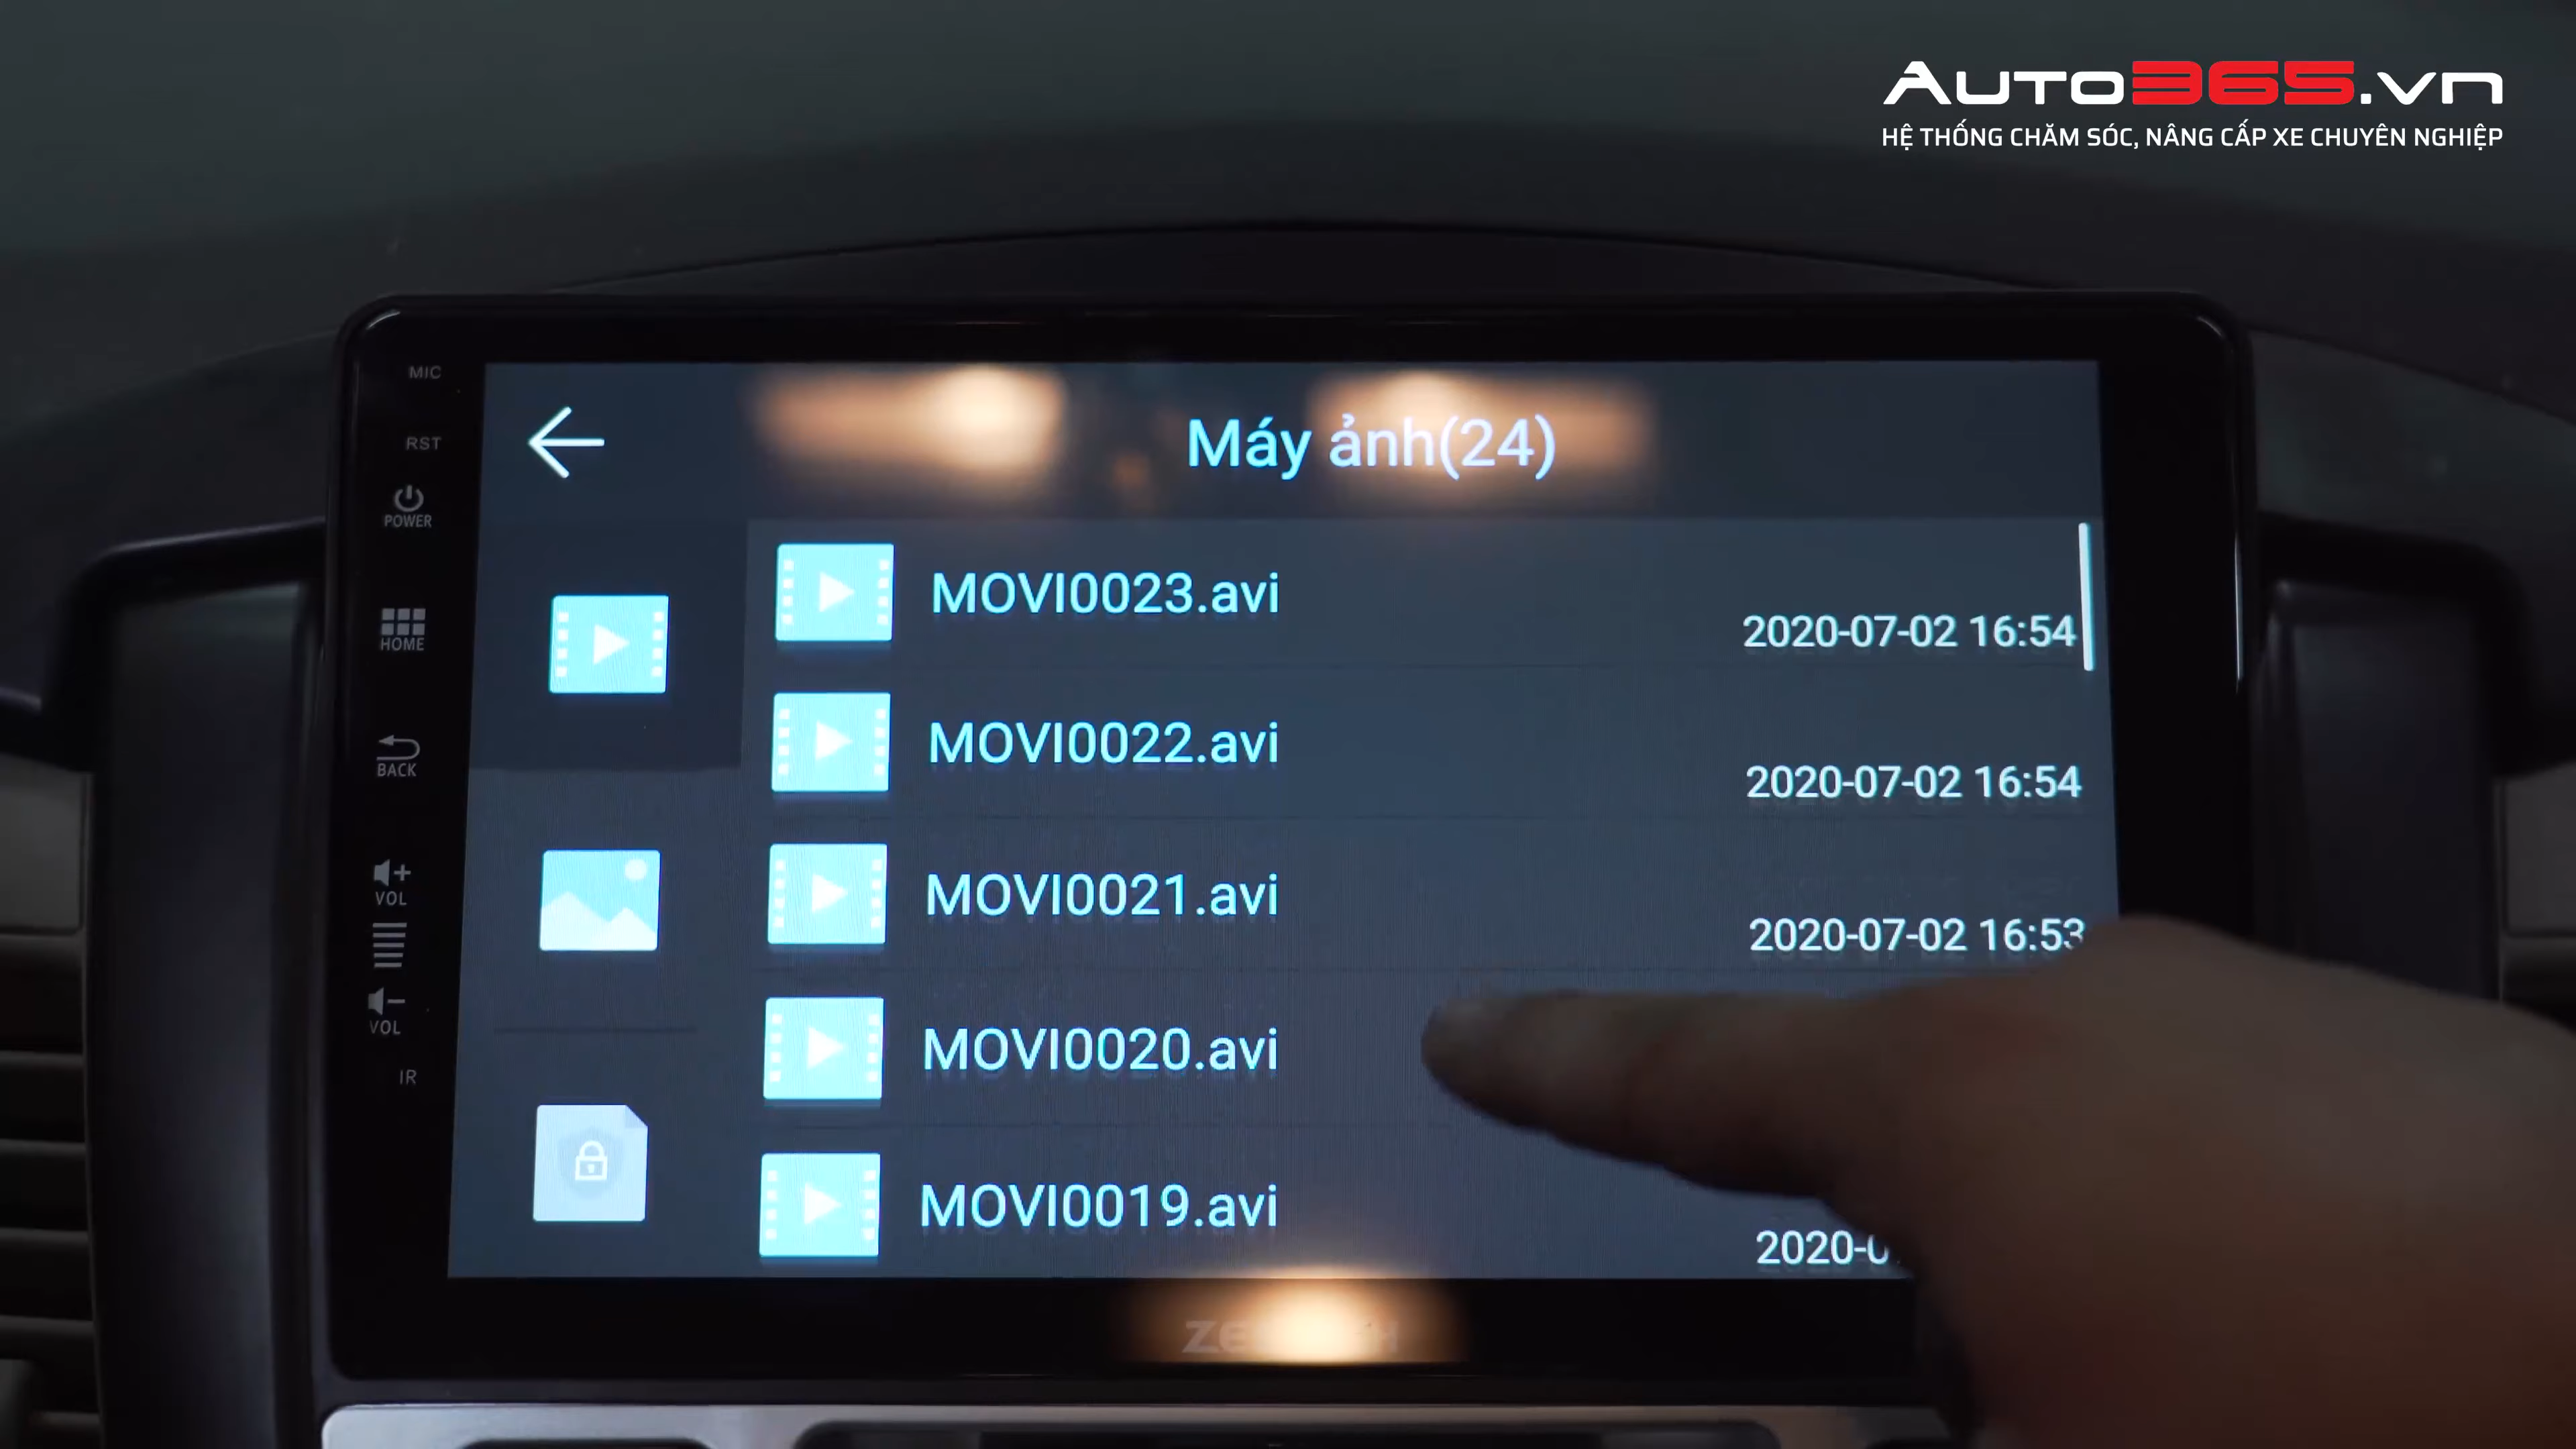 Auto365.vn
HỆ THỐNG CHĂM SÓC, NÂNG CẤP XE CHUYÊN NGHIỆP
MIC
RST
POWER
HOME
BACK
VOL
VOL
IR
Máy ảnh(24)
MOVI0023.avi
2020-07-02 16:54
MOVI0022.avi
2020-07-02 16:54
MOVI0021.avi
2020-07-02 16:53
MOVI0020.avi
MOVI0019.avi